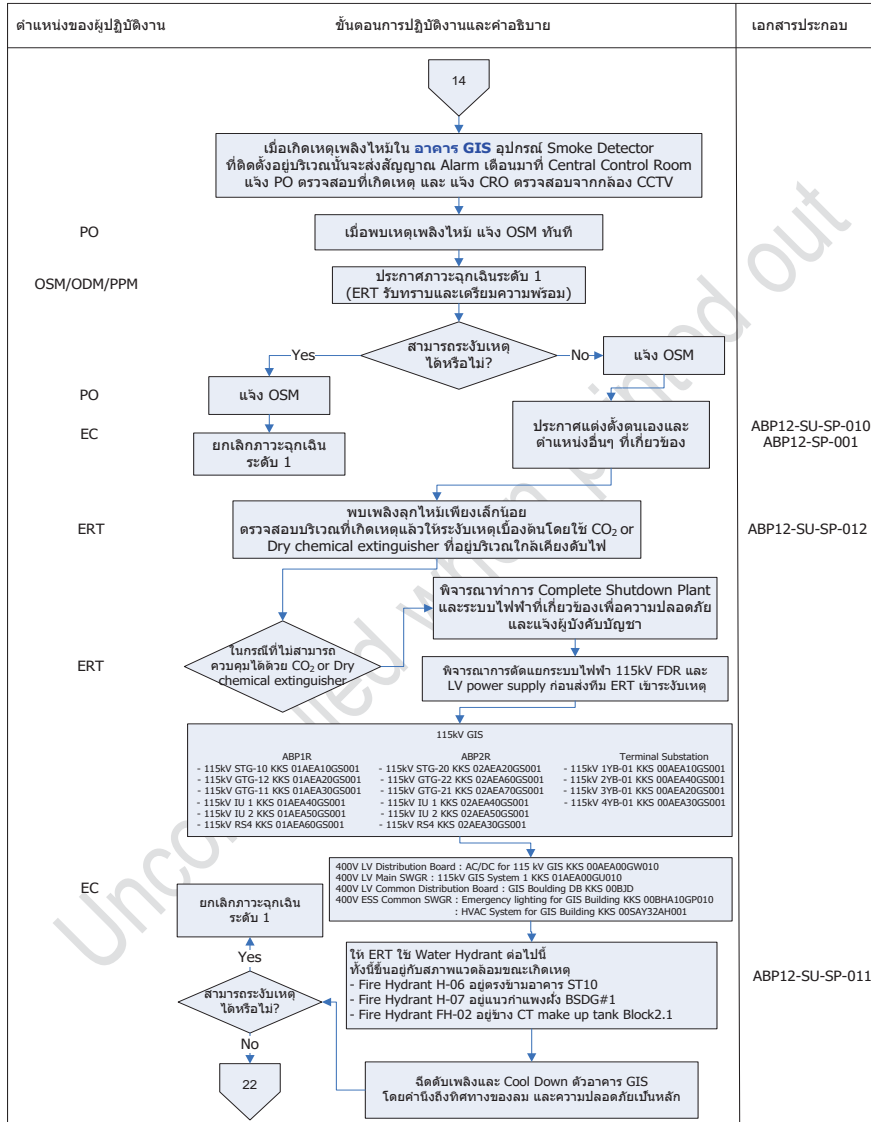 ตำแหน่งของผู้ปฏิบัติงาน
ขั้นตอนการปฏิบัติงานและคำอธิบาย
เอกสารประกอบ
14
เมื่อเกิดเหตุเพลิงไหม้ใน อาคาร GIS อุปกรณ์ Smoke Detector
ที่ติดตั้งอยู่บริเวณนั้นจะส่งสัญญาณ Alarm เตือนมาที่ Central Control Room
แจ้ง PO ตรวจสอบที่เกิดเหตุ และ แจ้ง CRO ตรวจสอบจากกล้อง CCTV
PO
เมื่อพบเหตุเพลิงไหม้ แจ้ง OSM ทันที
OSM/ODM/PPM
ประกาศภาวะฉุกเฉินระดับ 1
(ERT รับทราบและเตรียมความพร้อม)
สามารถระงับเหตุ
ได้หรือไม่?
Yes
No
แจ้ง OSM
PO
แจ้ง OSM
EC
ยกเลิกภาวะฉุกเฉิน
ระดับ 1
ประกาศแต่งตั้งตนเองและ
ตำแหน่งอื่นๆ ที่เกี่ยวข้อง
ABP12-SU-SP-010
ABP12-SP-001
ERT
พบเพลิงลุกไหม้เพียงเล็กน้อย
ตรวจสอบบริเวณที่เกิดเหตุแล้วให้ระงับเหตุเบื้องต้นโดยใช้ CO2 or
Dry chemical extinguisher ที่อยู่บริเวณใกล้เคียงดับไฟ
ABP12-SU-SP-012
พิจารณาทำการ Complete Shutdown Plant
และระบบไฟฟ้าที่เกี่ยวข้องเพื่อความปลอดภัย
และแจ้งผู้บังคับบัญชา
ERT
ในกรณีที่ไม่สามารถ
ควบคุมได้ด้วย CO2 or Dry
chemical extinguisher
พิจารณาการตัดแยกระบบไฟฟ้า 115kV FDR และ
LV power supply ก่อนส่งทีม ERT เข้าระงับเหตุ
115kV GIS
ABP1R
- 115kV STG-10 KKS 01AEA10GS001
- 115kV GTG-12 KKS 01AEA20GS001
- 115kV GTG-11 KKS 01AEA30GS001
- 115kV IU 1 KKS 01AEA40GS001
- 115kV IU 2 KKS 01AEA50GS001
- 115kV RS4 KKS 01AEA60GS001
ABP2R
- 115kV STG-20 KKS 02AEA20GS001
- 115kV GTG-22 KKS 02AEA60GS001
- 115kV GTG-21 KKS 02AEA70GS001
- 115kV IU 1 KKS 02AEA40GS001
- 115kV IU 2 KKS 02AEA50GS001
- 115kV RS4 KKS 02AEA30GS001
Terminal Substation
- 115kV 1YB-01 KKS 00AEA10GS001
- 115kV 2YB-01 KKS 00AEA40GS001
- 115kV 3YB-01 KKS 00AEA20GS001
- 115kV 4YB-01 KKS 00AEA30GS001
EC
400V LV Distribution Board : AC/DC for 115 kV GIS KKS 00AEA00GW010
400V LV Main SWGR : 115kV GIS System 1 KKS 01AEA00GU010
400V LV Common Distribution Board : GIS Boulding DB KKS 00BJD
400V ESS Common SWGR : Emergency lighting for GIS Building KKS 00BHA10GP010
: HVAC System for GIS Building KKS 00SAY32AH001
ยกเลิกภาวะฉุกเฉิน
ระดับ 1
Yes
ให้ ERT ใช้ Water Hydrant ต่อไปนี้
ทั้งนี้ขึ้นอยู่กับสภาพแวดล้อมขณะเกิดเหตุ
- Fire Hydrant H-06 อยู่ตรงข้ามอาคาร ST10
- Fire Hydrant H-07 อยู่แนวกำแพงฝั่ง BSDG#1
- Fire Hydrant FH-02 อยู่ข้าง CT make up tank Block2.1
ABP12-SU-SP-011
สามารถระงับเหตุ
ได้หรือไม่?
No
22
ฉีดดับเพลิงและ Cool Down ตัวอาคาร GIS
โดยคำนึงถึงทิศทางของลม และความปลอดภัยเป็นหลัก